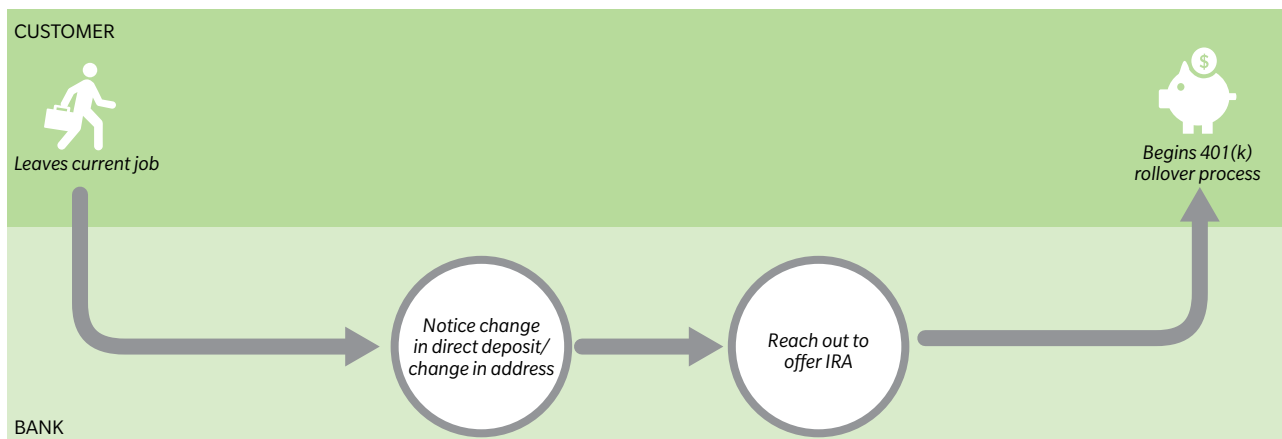 CUSTOMER
$
Leaves current job
Begins 401(k)
rollover process
Notice change
in direct deposit/
change in address
Reach out to
offer IRA
BANK